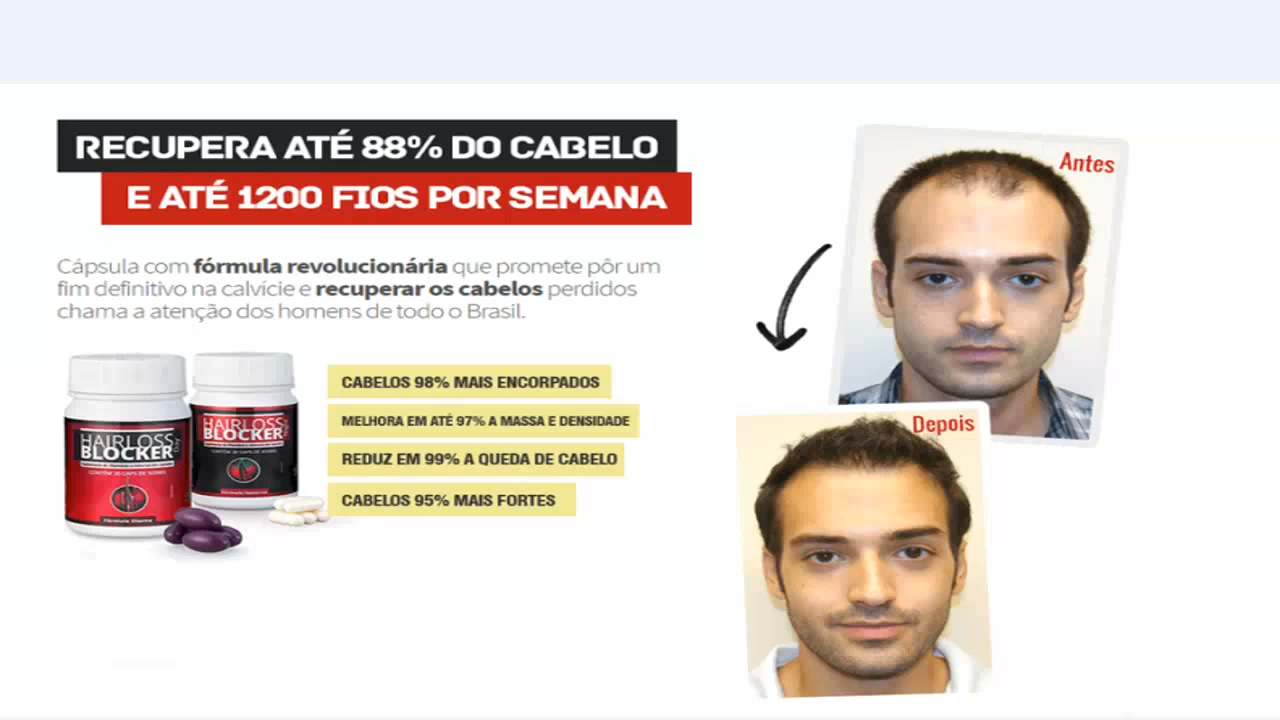 RECUPERA ATÉ 88% DO CABELO
E ATÉ 1200 FIOS POR SEMANA
Cápsula com fórmula revolucionária que promete pôr um
fim definitivo na calvície e recuperar os cabelos perdidos
chama a atenção dos homens de todo o Brasil.
CABELOS 98% MAIS ENCORPADOS
MELHORA EM ATÉ 97% A MASSA E DENSIDADE
REDUZ EM 99% A QUEDA DE CABELO
CABELOS 95% MAIS FORTES
HAIRLOSS
BLOCKER
HAIRLOSS
BLOCKER
Antes
Depois